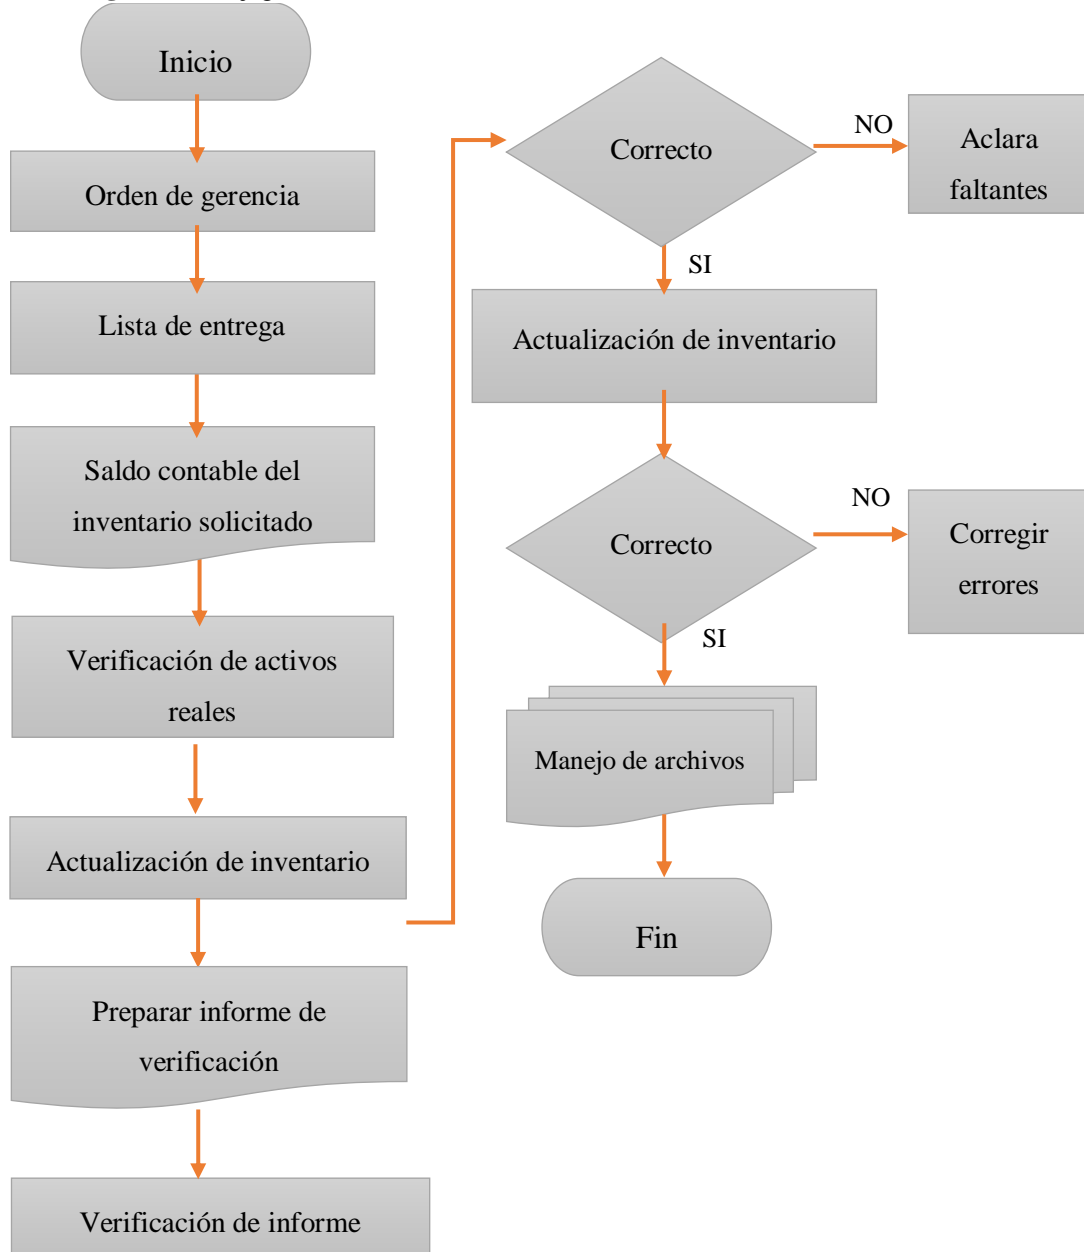 Inicio
Orden de gerencia
Lista de entrega
Saldo contable del
inventario solicitado
Verificación de activos
reales
Actualización de inventario
Preparar informe de
verificación
Verificación de informe
Correcto
NO
Aclara
faltantes
SI
Actualización de inventario
Correcto
NO
Corregir
errores
SI
Manejo de archivos
Fin